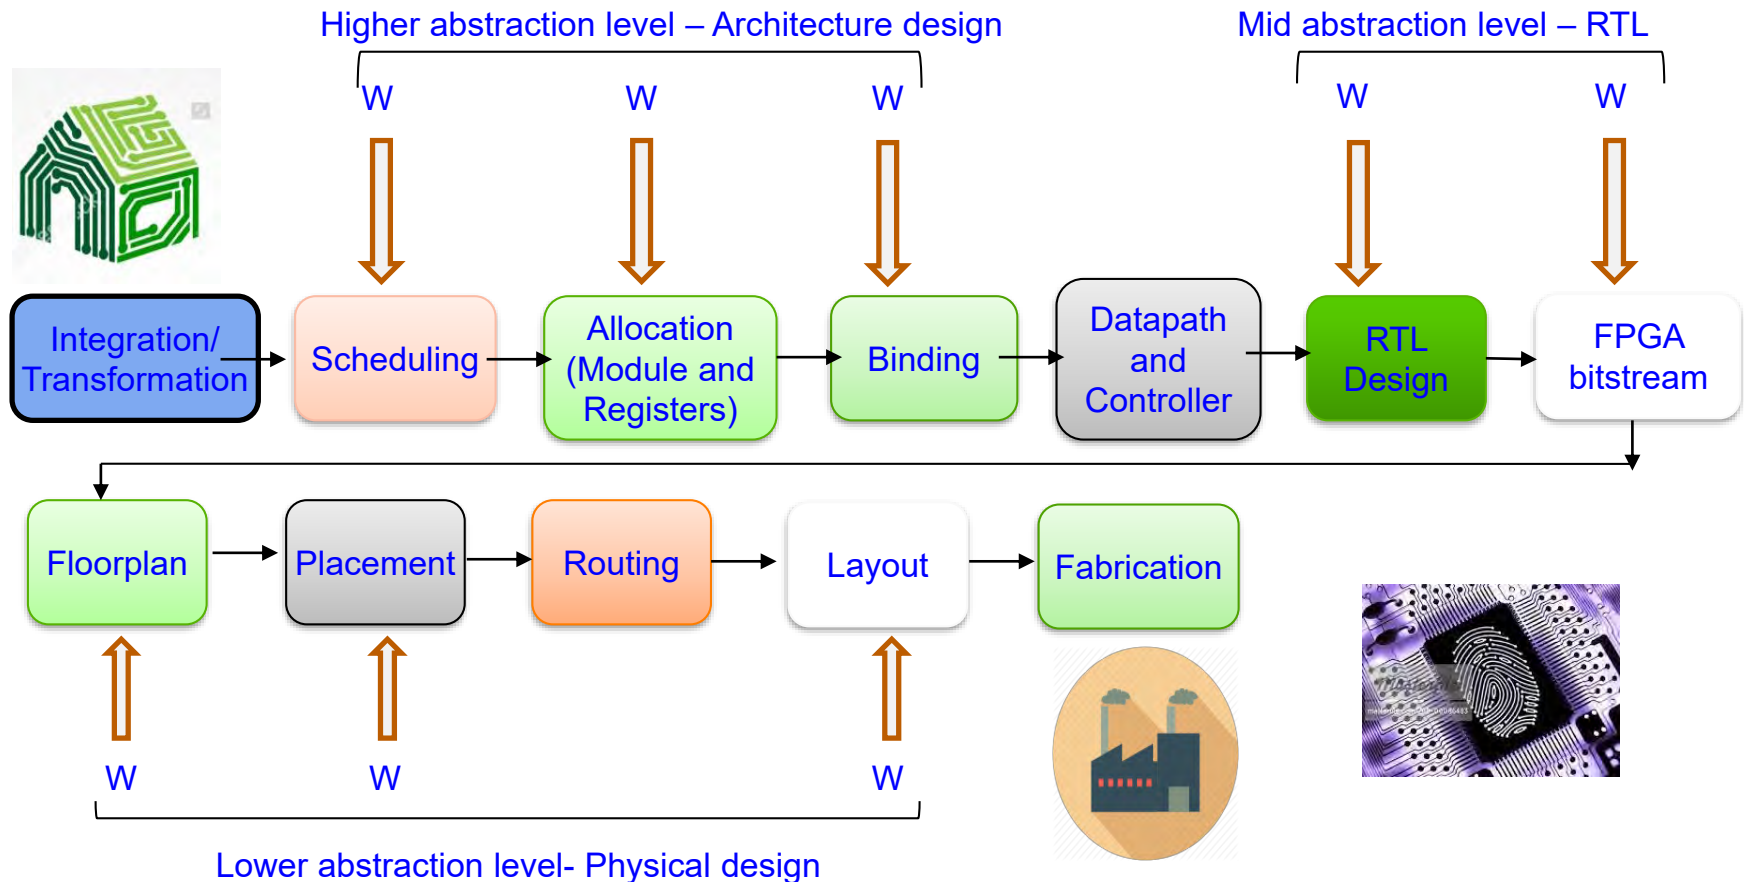 Higher abstraction level – Architecture design
Mid abstraction level – RTL
W
W
W
W
W
Integration/
Transformation
Scheduling
Allocation
(Module and
Registers)
Binding
Datapath
and
Controller
RTL
Design
FPGA
bitstream
Floorplan
Placement
Routing
Layout
Fabrication
W
W
W
Lower abstraction level- Physical design